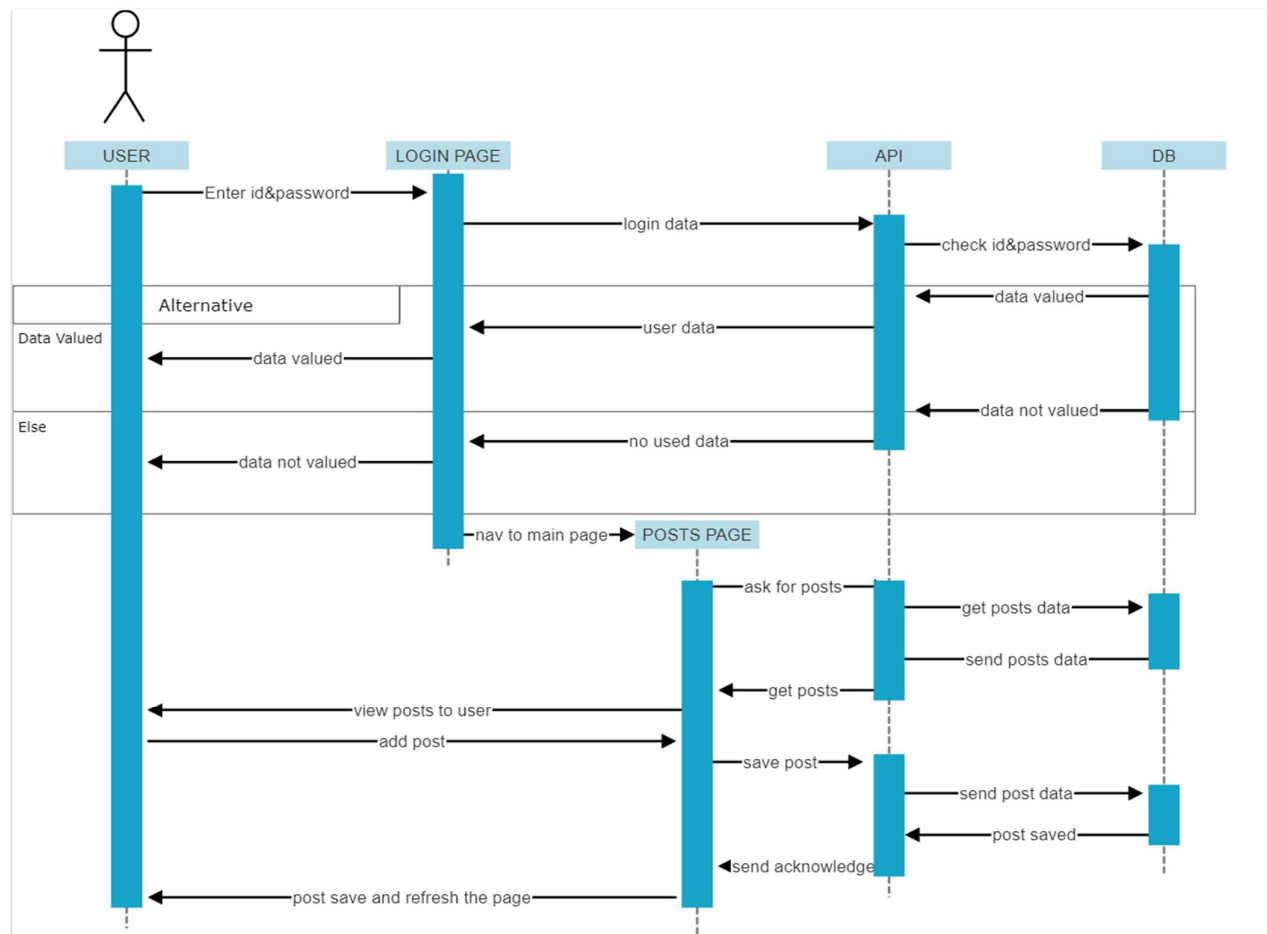 USER
LOGIN PAGE
API
DB
Enter id&password
login data
check id&password
Alternative
data valued
user data
Data Valued
data valued
data not valued
Else
no used data
data not valued
nav to main page
POSTS PAGE
ask for posts
get posts data
send posts data
get posts
view posts to user
add post
save post
send post data
post saved
send acknowledge
post save and refresh the page